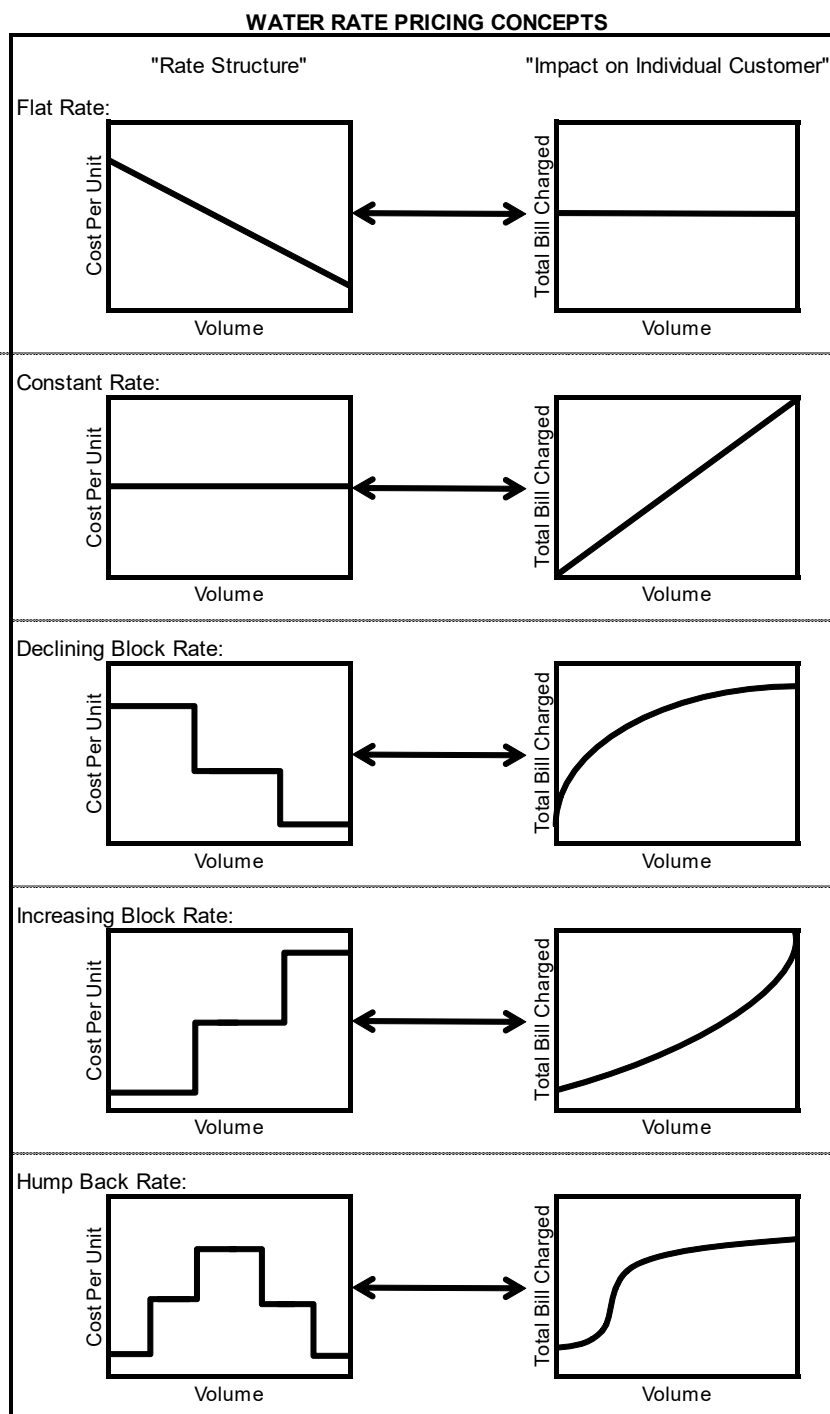 WATER RATE PRICING CONCEPTS
"Rate Structure"
"Impact on Individual Customer"
Flat Rate:
Cost Per Unit
Volume
Total Bill Charged
Volume
Constant Rate:
Cost Per Unit
Volume
Total Bill Charged
Volume
Declining Block Rate:
Cost Per Unit
Volume
Total Bill Charged
Volume
Increasing Block Rate:
Cost Per Unit
Volume
Total Bill Charged
Volume
Hump Back Rate:
Cost Per Unit
Volume
Total Bill Charged
Volume